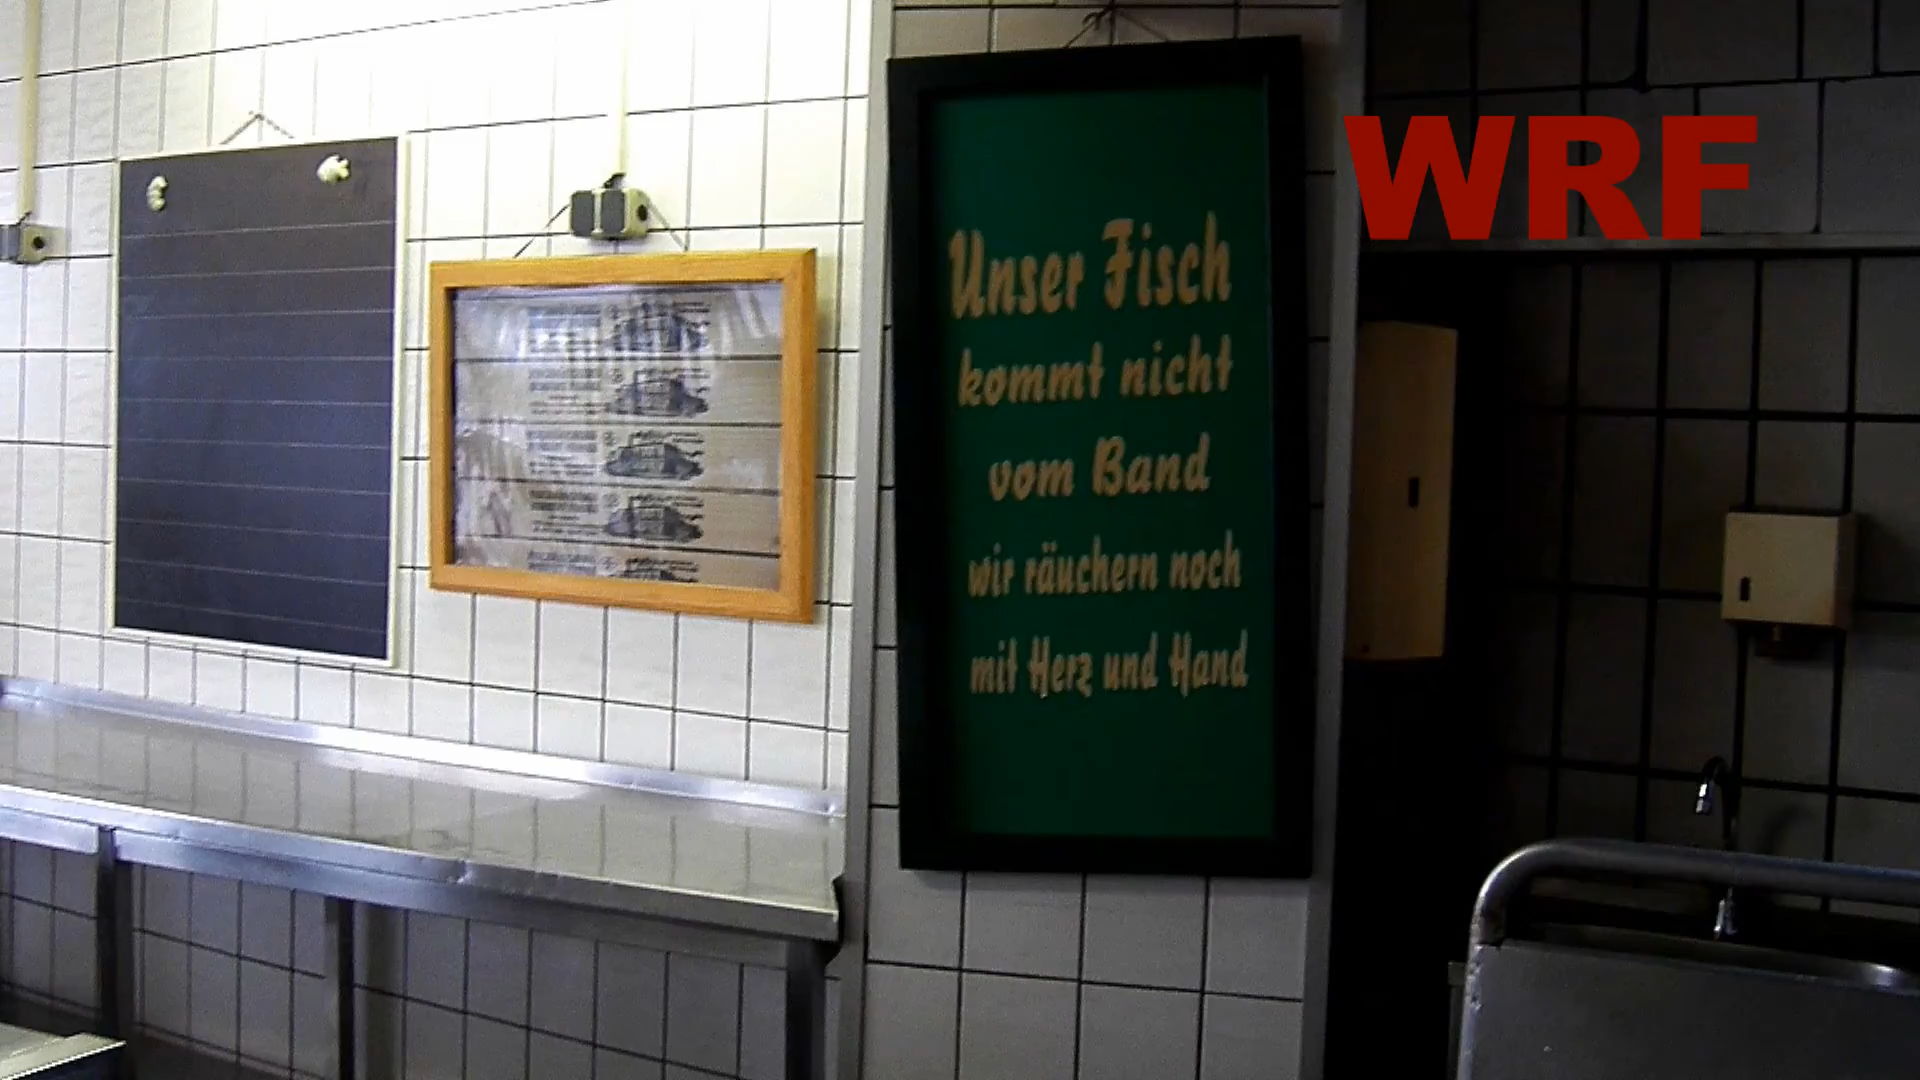 WRF
Unser Fisch
kommt nicht
vom Band
wir räuchern noch
mit Herz und Hand